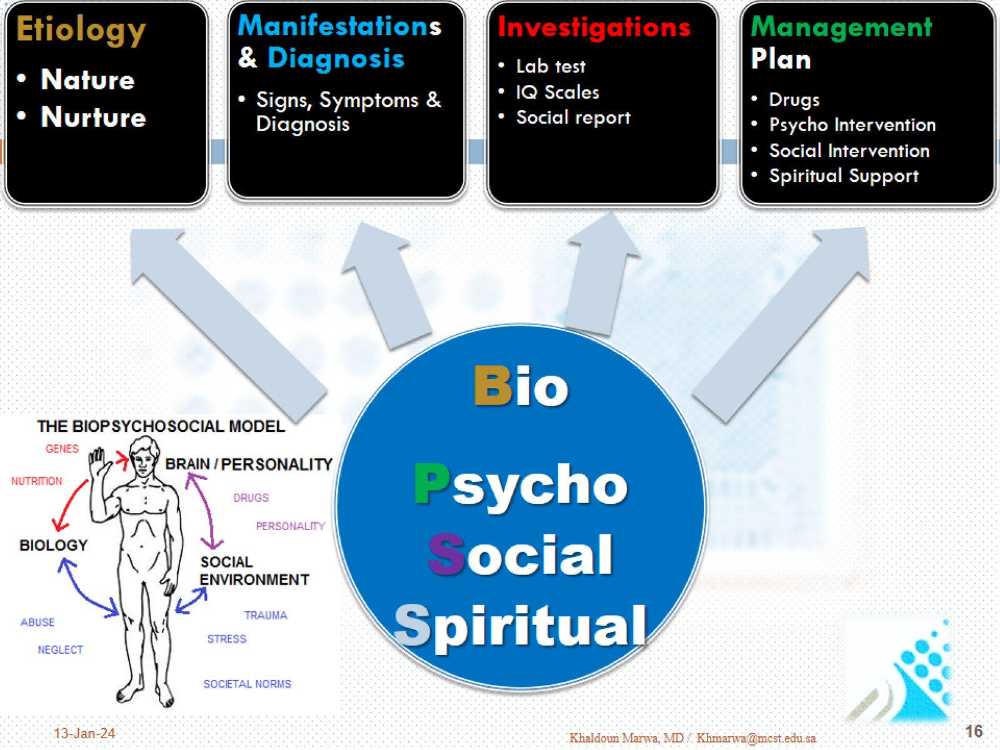 Etiology
• Nature
• Nurture
Manifestations
& Diagnosis
• Signs, Symptoms &
Diagnosis
Investigations
• Lab test
• IQ Scales
• Social report
Management
Plan
• Drugs
• Psycho Intervention
• Social Intervention
• Spiritual Support
Bio
Psycho
Social
Spiritual
THE BIOPSYCHOSOCIAL MODEL
GENES
BRAIN / PERSONALITY
NUTRITION
DRUGS
PERSONALITY
BIOLOGY
SOCIAL
ENVIRONMENT
ABUSE
TRAUMA
STRESS
NEGLECT
SOCIETAL NORMS
13-Jan-24
Khaldoun Marwa, MD / Khmarwa@mcst.edu.sa
16